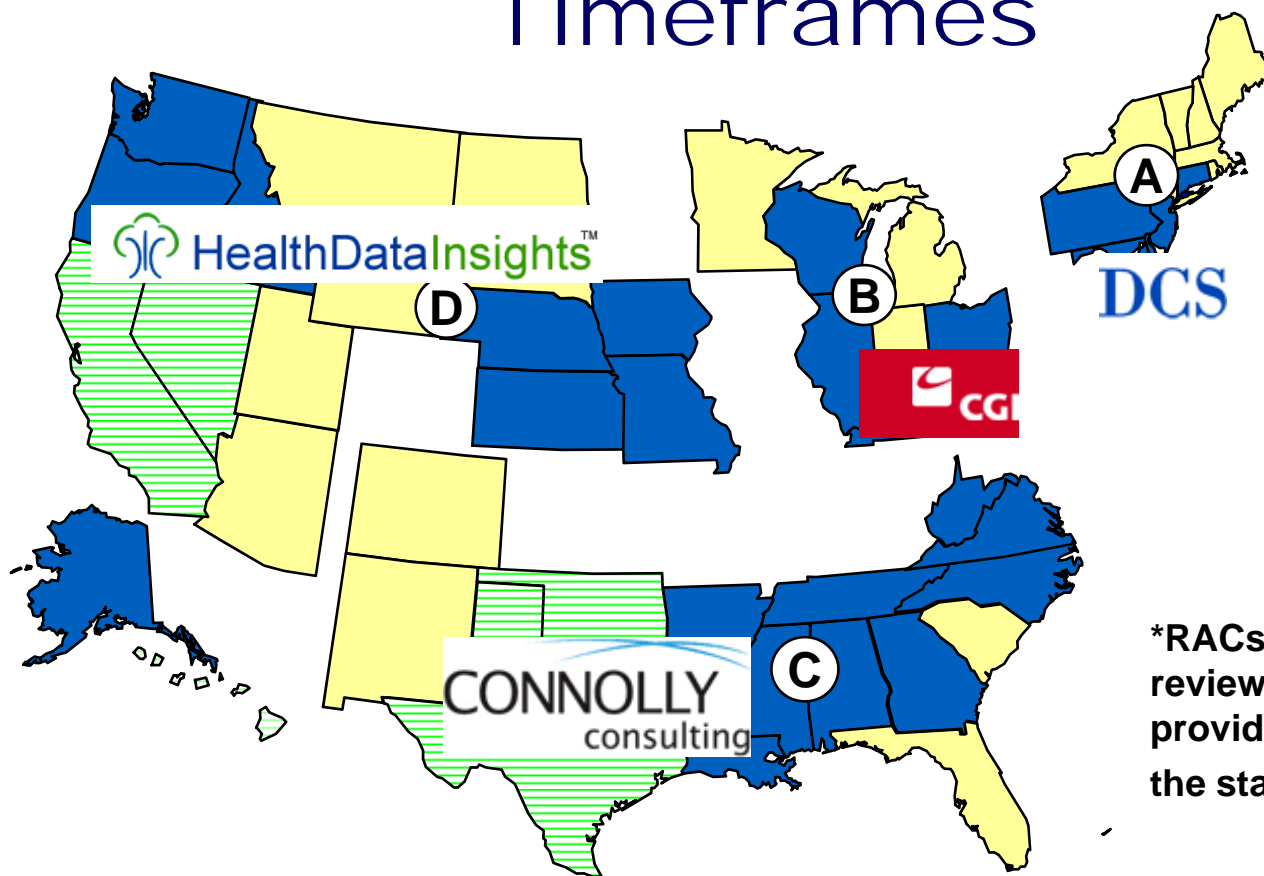 Timeframes
A
HealthDataInsights™
D
B
DCS
CGI
CONNOLLY
consulting
C
*RACs
review
provid
the sta